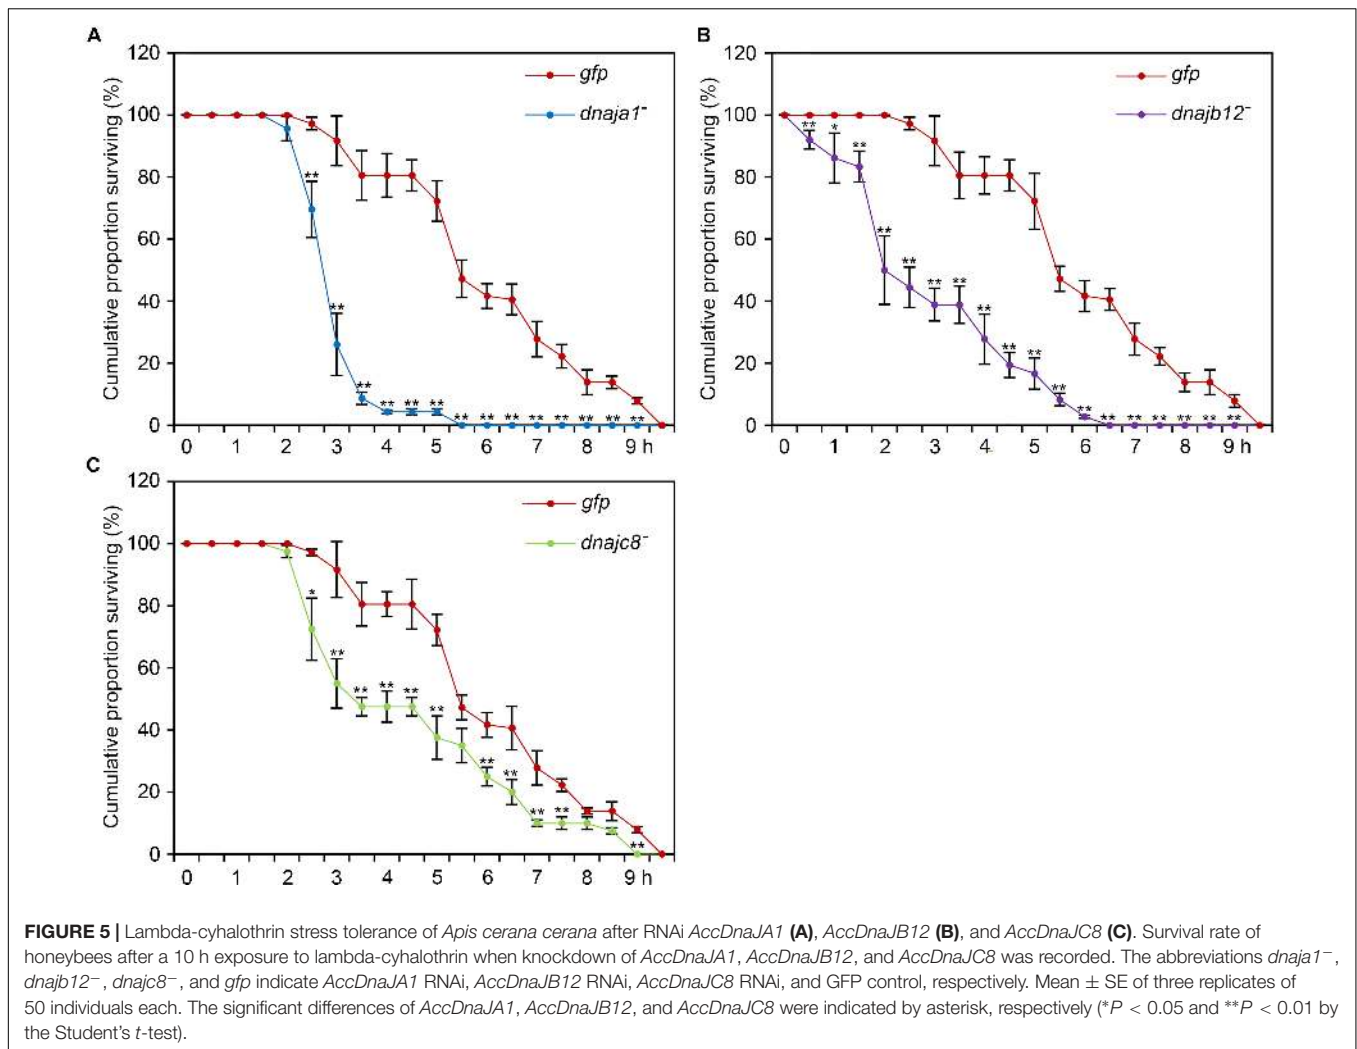 A
Cumulative proportion surviving (%)
120
100
80
60
40
20
0
gfp
dnaja1⁻
** ** ** ** ** ** ** ** ** ** ** ** ** **
0 1 2 3 4 5 6 7 8 9 h
B
Cumulative proportion surviving (%)
120
100
80
60
40
20
0
gfp
dnajb12⁻
** * ** ** ** ** ** ** ** ** ** ** ** ** ** ** ** **
0 1 2 3 4 5 6 7 8 9 h
C
Cumulative proportion surviving (%)
120
100
80
60
40
20
0
gfp
dnajc8⁻
* ** ** ** ** ** ** ** ** ** **
0 1 2 3 4 5 6 7 8 9 h
FIGURE 5 | Lambda-cyhalothrin stress tolerance of Apis cerana cerana after RNAi AccDnaJA1 (A), AccDnaJB12 (B), and AccDnaJC8 (C). Survival rate of
honeybees after a 10 h exposure to lambda-cyhalothrin when knockdown of AccDnaJA1, AccDnaJB12, and AccDnaJC8 was recorded. The abbreviations dnaja1−,
dnajb12−, dnajc8−, and gfp indicate AccDnaJA1 RNAi, AccDnaJB12 RNAi, AccDnaJC8 RNAi, and GFP control, respectively. Mean ± SE of three replicates of
50 individuals each. The significant differences of AccDnaJA1, AccDnaJB12, and AccDnaJC8 were indicated by asterisk, respectively (*P < 0.05 and **P < 0.01 by
the Student's t-test).